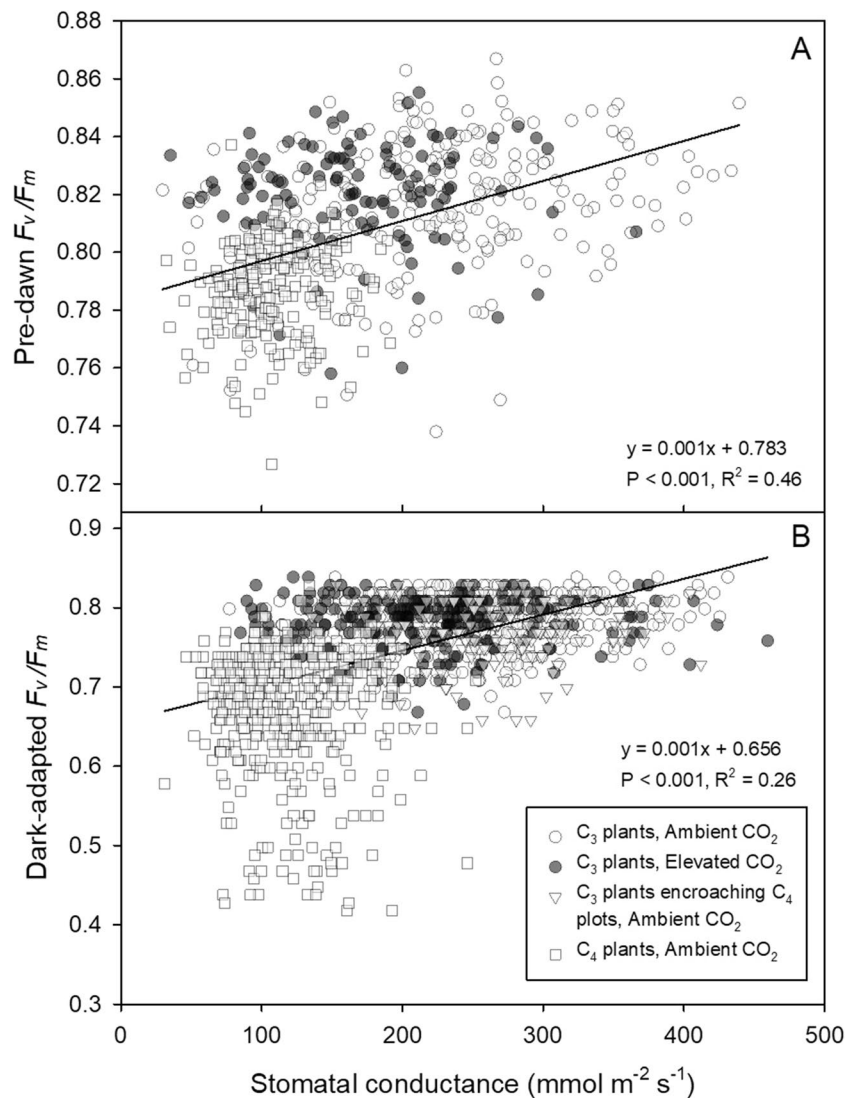 A
0.88
0.86
0.84
0.82
0.80
0.78
0.76
0.74
0.72
Pre-dawn Fv/Fm
y = 0.001x + 0.783
P < 0.001, R² = 0.46
B
0.9
0.8
0.7
0.6
0.5
0.4
0.3
Dark-adapted Fv/Fm
y = 0.001x + 0.656
P < 0.001, R² = 0.26
C₃ plants, Ambient CO₂
C₃ plants, Elevated CO₂
C₃ plants encroaching C₄
plots, Ambient CO₂
C₄ plants, Ambient CO₂
0 100 200 300 400 500
Stomatal conductance (mmol m⁻² s⁻¹)